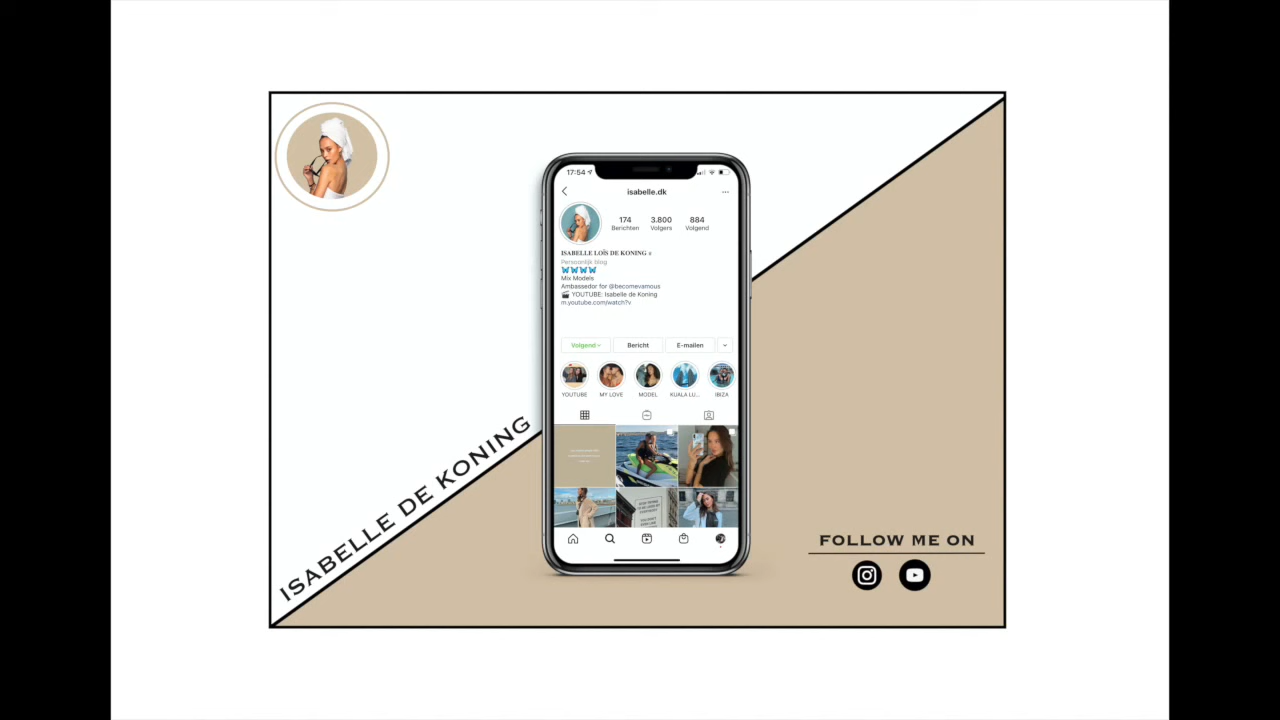 17:54
isabelle.dk
174 3.800 884
Berichten Volgers Volgend
ISABELLE LOÏS DE KONING
Persoonlijk blog
🦋🦋🦋🦋
Mix Models
Ambassador for @becomevamous
🎬 YOUTUBE: Isabelle de Koning
m.youtube.com/watch?v
Volgend Bericht E-mailen
YOUTUBE MY LOVE MODEL KUALA LU... IBIZA
ISABELLE DE KONING
FOLLOW ME ON